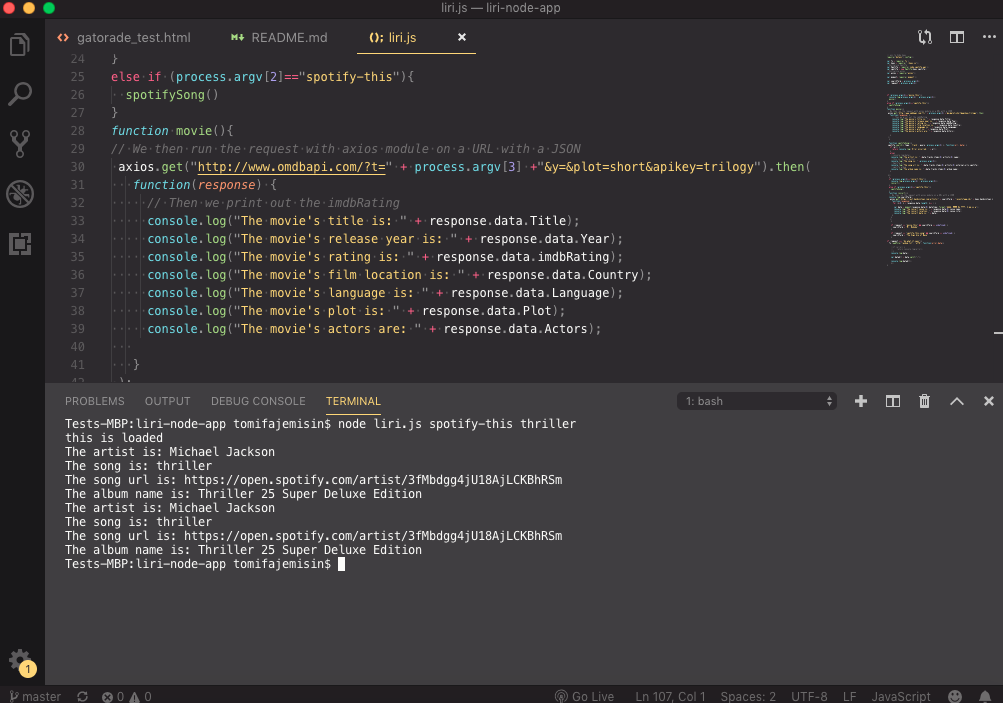 liri.js — liri-node-app
<> gatorade_test.html
README.md
(); liri.js ×
24 }
25 else if (process.argv[2]=="spotify-this"){
26 spotifySong()
27 }
28 function movie(){
29 // We then run the request with axios module on a URL with a JSON
30 axios.get("http://www.omdbapi.com/?t=" + process.argv[3] +"&y=&plot=short&apikey=trilogy").then(
31 function(response) {
32 // Then we print out the imdbRating
33 console.log("The movie's title is: " + response.data.Title);
34 console.log("The movie's release year is: " + response.data.Year);
35 console.log("The movie's rating is: " + response.data.imdbRating);
36 console.log("The movie's film location is: " + response.data.Country);
37 console.log("The movie's language is: " + response.data.Language);
38 console.log("The movie's plot is: " + response.data.Plot);
39 console.log("The movie's actors are: " + response.data.Actors);
40
41 }
42 );
PROBLEMS OUTPUT DEBUG CONSOLE TERMINAL 1: bash
Tests-MBP:liri-node-app tomifajemisin$ node liri.js spotify-this thriller
this is loaded
The artist is: Michael Jackson
The song is: thriller
The song url is: https://open.spotify.com/artist/3fMbdgg4jU18AjLCKBhRSm
The album name is: Thriller 25 Super Deluxe Edition
The artist is: Michael Jackson
The song is: thriller
The song url is: https://open.spotify.com/artist/3fMbdgg4jU18AjLCKBhRSm
The album name is: Thriller 25 Super Deluxe Edition
Tests-MBP:liri-node-app tomifajemisin$
1
master 0 0 Go Live Ln 107, Col 1 Spaces: 2 UTF-8 LF JavaScript